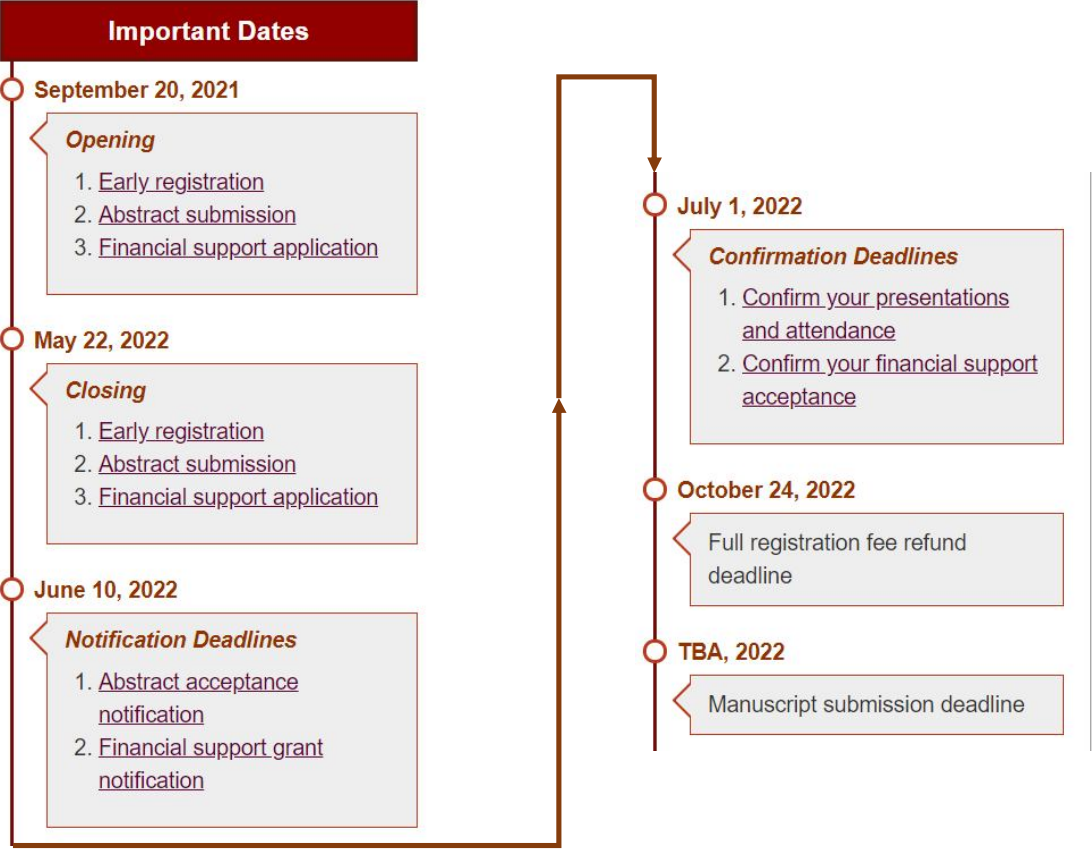 Important Dates
September 20, 2021
Opening
1. Early registration
2. Abstract submission
3. Financial support application
May 22, 2022
Closing
1. Early registration
2. Abstract submission
3. Financial support application
June 10, 2022
Notification Deadlines
1. Abstract acceptance
notification
2. Financial support grant
notification
July 1, 2022
Confirmation Deadlines
1. Confirm your presentations
and attendance
2. Confirm your financial support
acceptance
October 24, 2022
Full registration fee refund
deadline
TBA, 2022
Manuscript submission deadline